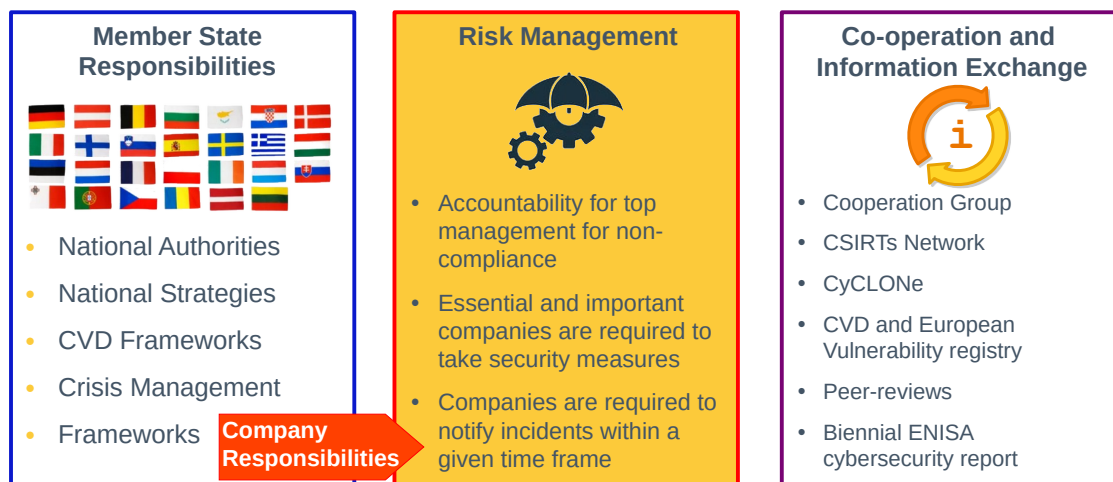 Member State
Responsibilities
• National Authorities
• National Strategies
• CVD Frameworks
• Crisis Management
• Frameworks
Company
Responsibilities
Risk Management
• Accountability for top
management for non-
compliance
• Essential and important
companies are required to
take security measures
• Companies are required to
notify incidents within a
given time frame
Co-operation and
Information Exchange
i
• Cooperation Group
• CSIRTs Network
• CyCLONe
• CVD and European
Vulnerability registry
• Peer-reviews
• Biennial ENISA
cybersecurity report